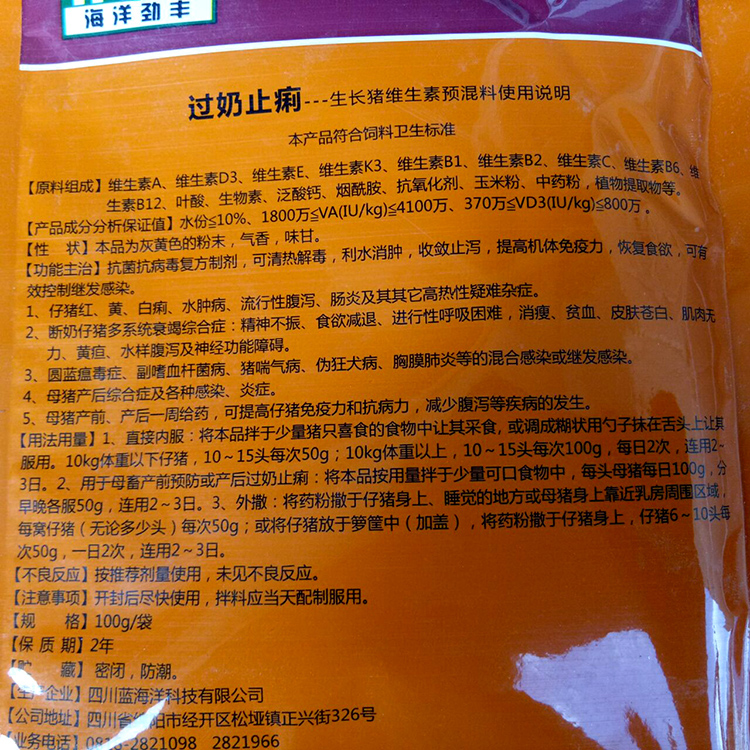 海洋劲丰
过奶止痢---生长猪维生素预混料使用说明
本产品符合饲料卫生标准
【原料组成】维生素A、维生素D3、维生素E、维生素K3、维生素B1、维生素B2、维生素C、维生素B6、维
生素B12、叶酸、生物素、泛酸钙、烟酰胺、抗氧化剂、玉米粉、中药粉，植物提取物等。
【产品成分分析保证值】水份≦10%、1800万≦VA(IU/kg)≦4100万、370万≦VD3(IU/kg)≦800万。
【性 状】本品为灰黄色的粉末，气香，味甘。
【功能主治】抗菌抗病毒复方制剂，可清热解毒，利水消肿，收敛止泻，提高机体免疫力，恢复食欲，可有
效控制继发感染。
1、仔猪红、黄、白痢、水肿病、流行性腹泻、肠炎及其其它高热性疑难杂症。
2、断奶仔猪多系统衰竭综合症：精神不振、食欲减退、进行性呼吸困难，消瘦、贫血、皮肤苍白、肌肉无
力、黄疸、水样腹泻及神经功能障碍。
3、圆蓝瘟毒症、副嗜血杆菌病、猪喘气病、伪狂犬病、胸膜肺炎等的混合感染或继发感染。
4、母猪产后综合症及各种感染、炎症。
5、母猪产前、产后一周给药，可提高仔猪免疫力和抗病力，减少腹泻等疾病的发生。
【用法用量】1、直接内服：将本品拌于少量猪只喜食的食物中让其采食，或调成糊状用勺子抹在舌头上让其
服用。10kg体重以下仔猪，10～15头每次50g；10kg体重以上，10～15头每次100g，每日2次，连用2~
3日。2、用于母畜产前预防或产后过奶止痢：将本品按用量拌于少量可口食物中，每头母猪每日100g，分
早晚各服50g，连用2~3日。3、外撒：将药粉撒于仔猪身上、睡觉的地方或母猪身上靠近乳房周围区域，
每窝仔猪（无论多少头）每次50g；或将仔猪放于箩筐中（加盖），将药粉撒于仔猪身上，仔猪6～10头每
次50g，一日2次，连用2～3日。
【不良反应】按推荐剂量使用，未见不良反应。
【注意事项】开封后尽快使用，拌料应当天配制服用。
【规 格】100g/袋
【保 质 期】2年
【贮 藏】密闭，防潮。
【生产企业】四川蓝海洋科技有限公司
【公司地址】四川省绵阳市经开区松垭镇正兴街326号
【业务电话】0816-2821098 2821966